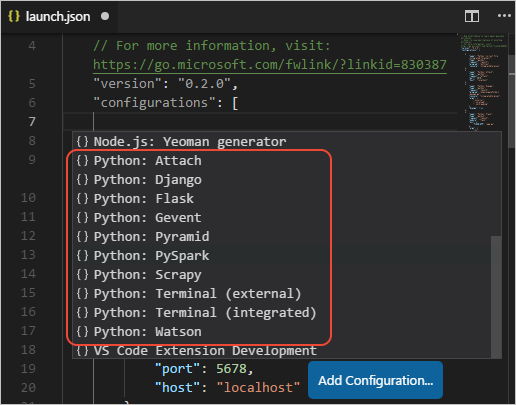 {} launch.json
4 // For more information, visit:
https://go.microsoft.com/fwlink/?linkid=830387
5 "version": "0.2.0",
6 "configurations": [
7
8 {} Node.js: Yeoman generator
9 {} Python: Attach
{} Python: Django
10 {} Python: Flask
11 {} Python: Gevent
12 {} Python: Pyramid
13 {} Python: PySpark
14 {} Python: Scrapy
15 {} Python: Terminal (external)
16 {} Python: Terminal (integrated)
17 {} Python: Watson
18 {} VS Code Extension Development
19 "port": 5678,
20 "host": "localhost"
Add Configuration...
21 }